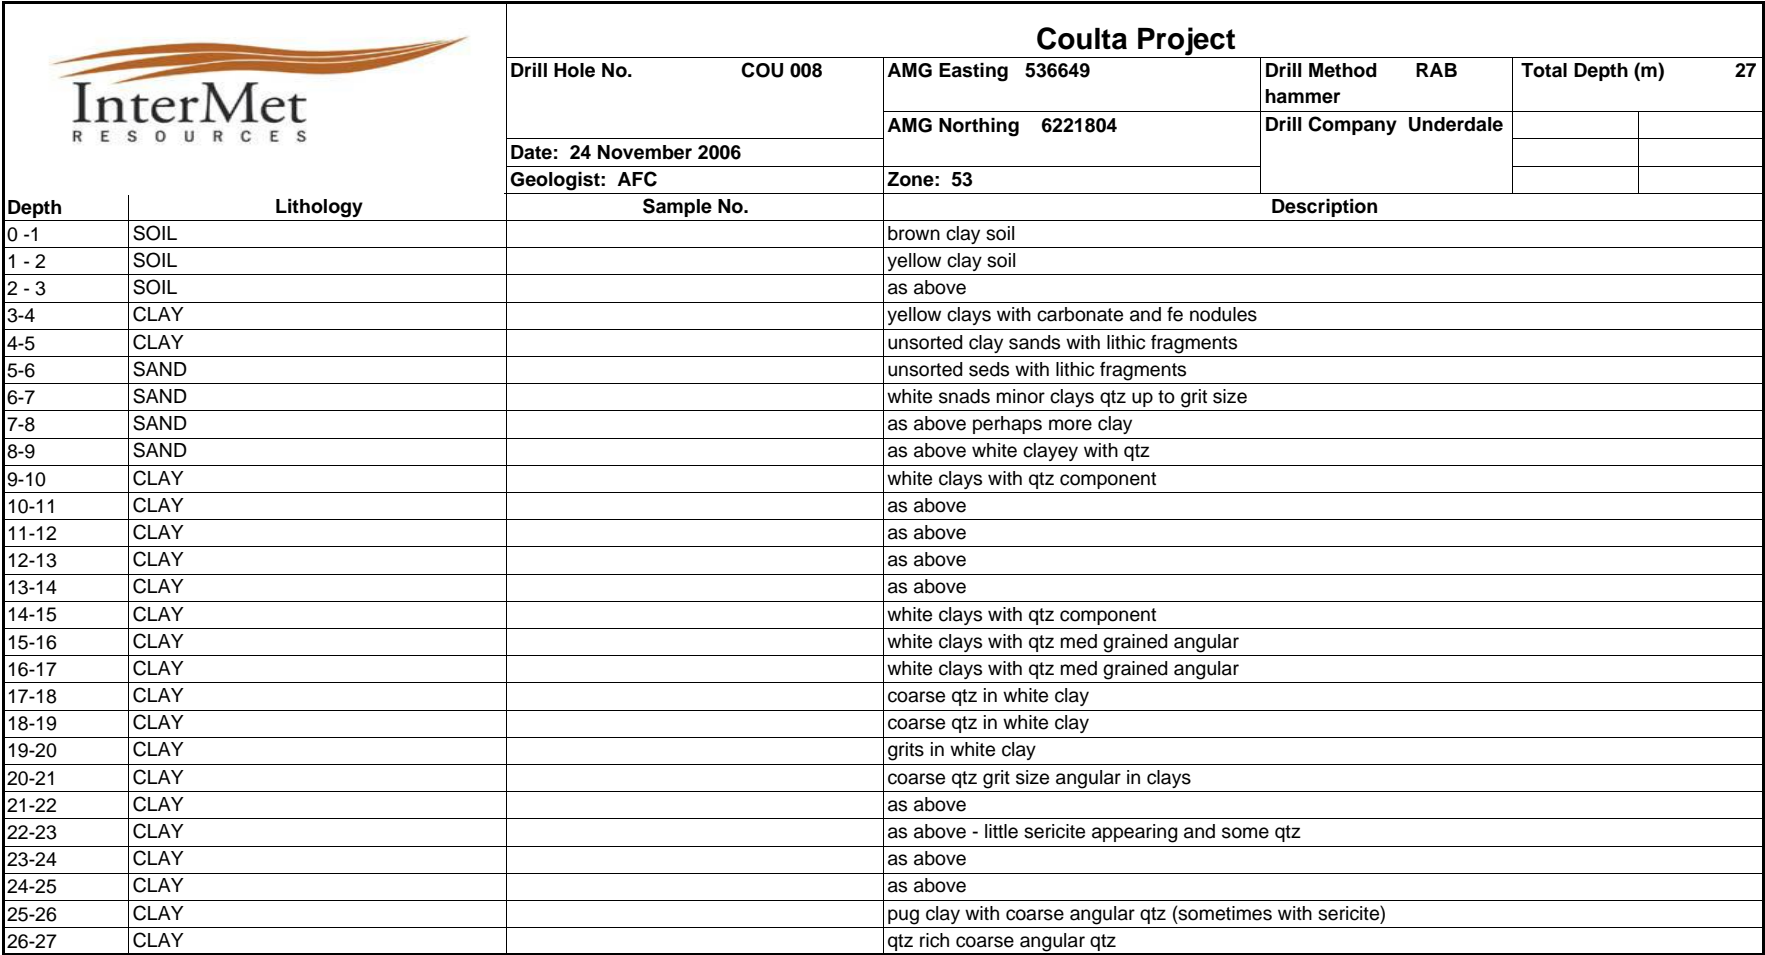 InterMet
RESOURCES
Coulta Project
Drill Hole No. COU 008 AMG Easting 536649 Drill Method RAB Total Depth (m) 27
hammer
AMG Northing 6221804 Drill Company Underdale
Date: 24 November 2006
Geologist: AFC Zone: 53
Depth Lithology Sample No. Description
0 -1 SOIL brown clay soil
1 - 2 SOIL yellow clay soil
2 - 3 SOIL as above
3-4 CLAY yellow clays with carbonate and fe nodules
4-5 CLAY unsorted clay sands with lithic fragments
5-6 SAND unsorted seds with lithic fragments
6-7 SAND white snads minor clays qtz up to grit size
7-8 SAND as above perhaps more clay
8-9 SAND as above white clayey with qtz
9-10 CLAY white clays with qtz component
10-11 CLAY as above
11-12 CLAY as above
12-13 CLAY as above
13-14 CLAY as above
14-15 CLAY white clays with qtz component
15-16 CLAY white clays with qtz med grained angular
16-17 CLAY white clays with qtz med grained angular
17-18 CLAY coarse qtz in white clay
18-19 CLAY coarse qtz in white clay
19-20 CLAY grits in white clay
20-21 CLAY coarse qtz grit size angular in clays
21-22 CLAY as above
22-23 CLAY as above - little sericite appearing and some qtz
23-24 CLAY as above
24-25 CLAY as above
25-26 CLAY pug clay with coarse angular qtz (sometimes with sericite)
26-27 CLAY qtz rich coarse angular qtz